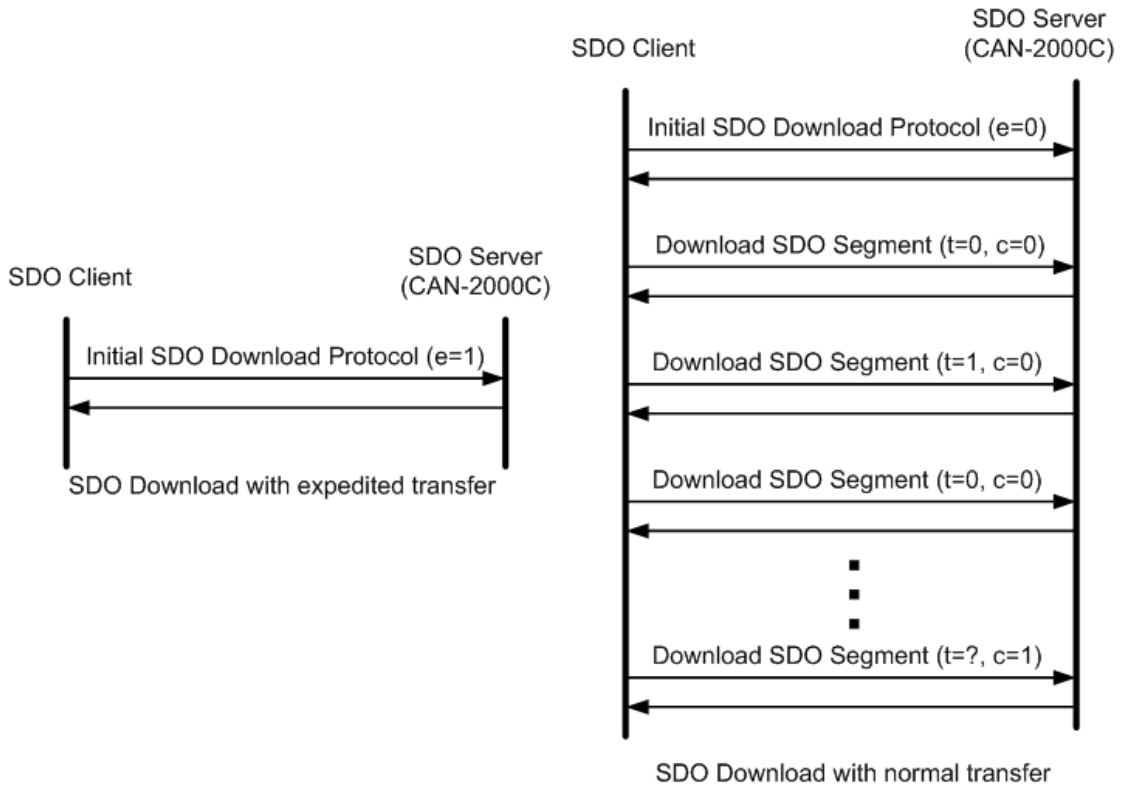 SDO Client
SDO Server
(CAN-2000C)
Initial SDO Download Protocol (e=1)
SDO Download with expedited transfer
SDO Client
SDO Server
(CAN-2000C)
Initial SDO Download Protocol (e=0)
Download SDO Segment (t=0, c=0)
Download SDO Segment (t=1, c=0)
Download SDO Segment (t=0, c=0)
Download SDO Segment (t=?, c=1)
SDO Download with normal transfer